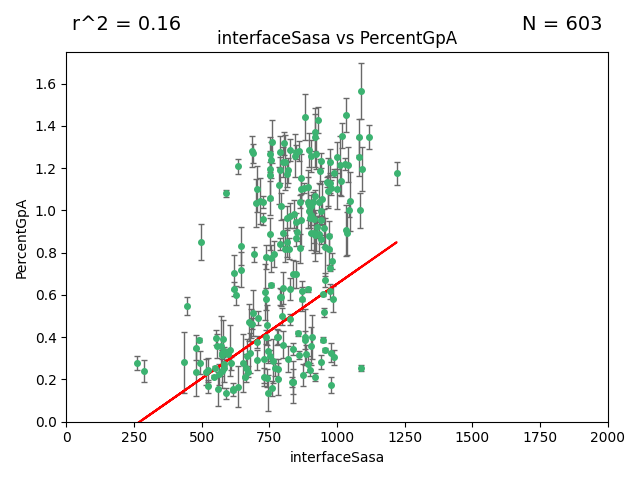 r^2 = 0.16
N = 603
interfaceSasa vs PercentGpA
PercentGpA
1.6
1.4
1.2
1.0
0.8
0.6
0.4
0.2
0.0
0 250 500 750 1000 1250 1500 1750 2000
interfaceSasa